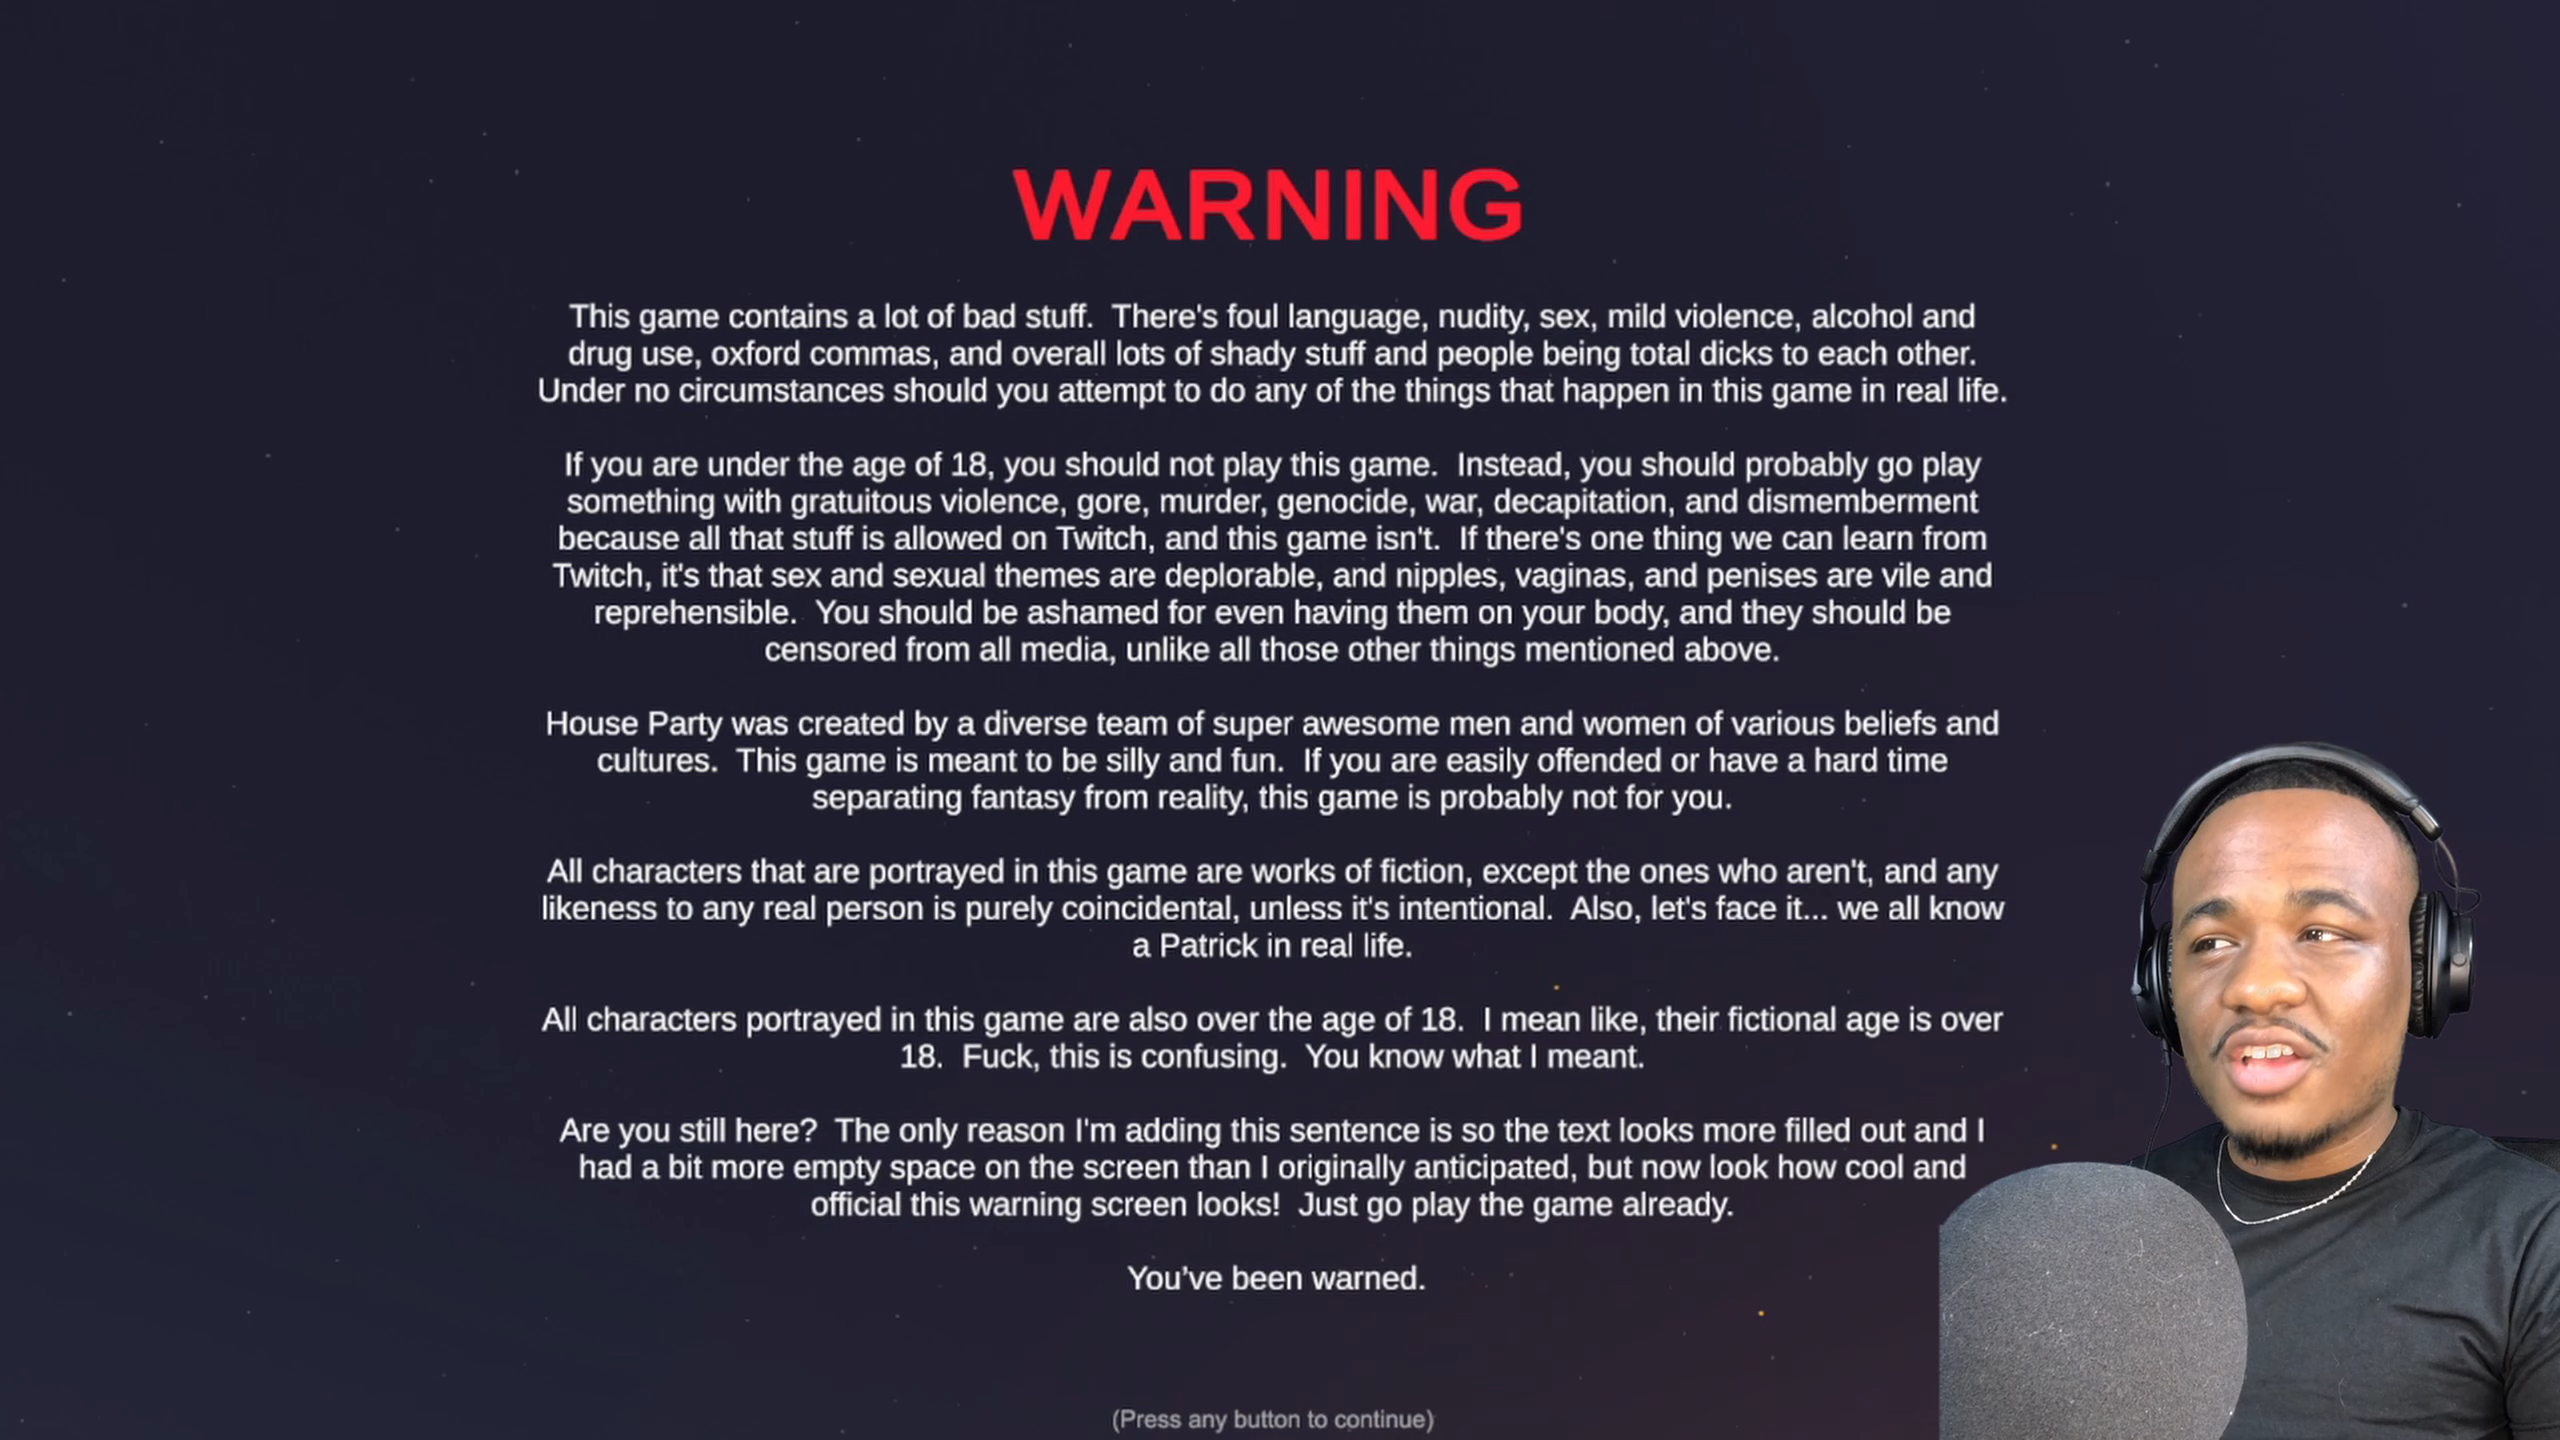 WARNING
This game contains a lot of bad stuff.  There's foul language, nudity, sex, mild violence, alcohol and
drug use, oxford commas, and overall lots of shady stuff and people being total dicks to each other.
Under no circumstances should you attempt to do any of the things that happen in this game in real life.
If you are under the age of 18, you should not play this game.  Instead, you should probably go play
something with gratuitous violence, gore, murder, genocide, war, decapitation, and dismemberment
because all that stuff is allowed on Twitch, and this game isn't.  If there's one thing we can learn from
Twitch, it's that sex and sexual themes are deplorable, and nipples, vaginas, and penises are vile and
reprehensible.  You should be ashamed for even having them on your body, and they should be
censored from all media, unlike all those other things mentioned above.
House Party was created by a diverse team of super awesome men and women of various beliefs and
cultures.  This game is meant to be silly and fun.  If you are easily offended or have a hard time
separating fantasy from reality, this game is probably not for you.
All characters that are portrayed in this game are works of fiction, except the ones who aren't, and any
likeness to any real person is purely coincidental, unless it's intentional.  Also, let's face it... we all know
a Patrick in real life.
All characters portrayed in this game are also over the age of 18.  I mean like, their fictional age is over
18.  Fuck, this is confusing.  You know what I meant.
Are you still here?  The only reason I'm adding this sentence is so the text looks more filled out and I
had a bit more empty space on the screen than I originally anticipated, but now look how cool and
official this warning screen looks!  Just go play the game already.
You’ve been warned.
(Press any button to continue)